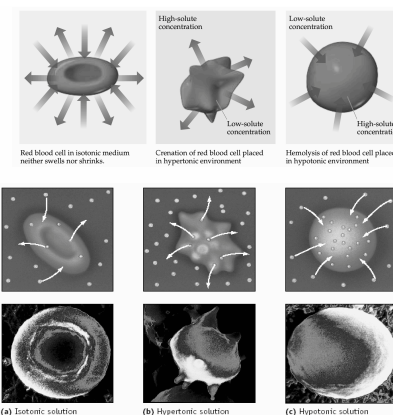 High-solute
concentration
Low-solute
concentration
Low-solute
concentration
High-solute
concentratio
Red blood cell in isotonic medium
neither swells nor shrinks.
Crenation of red blood cell placed
in hypertonic environment
Hemolysis of red blood cell placed
in hypotonic environment
(a) Isotonic solution
(b) Hypertonic solution
(c) Hypotonic solution